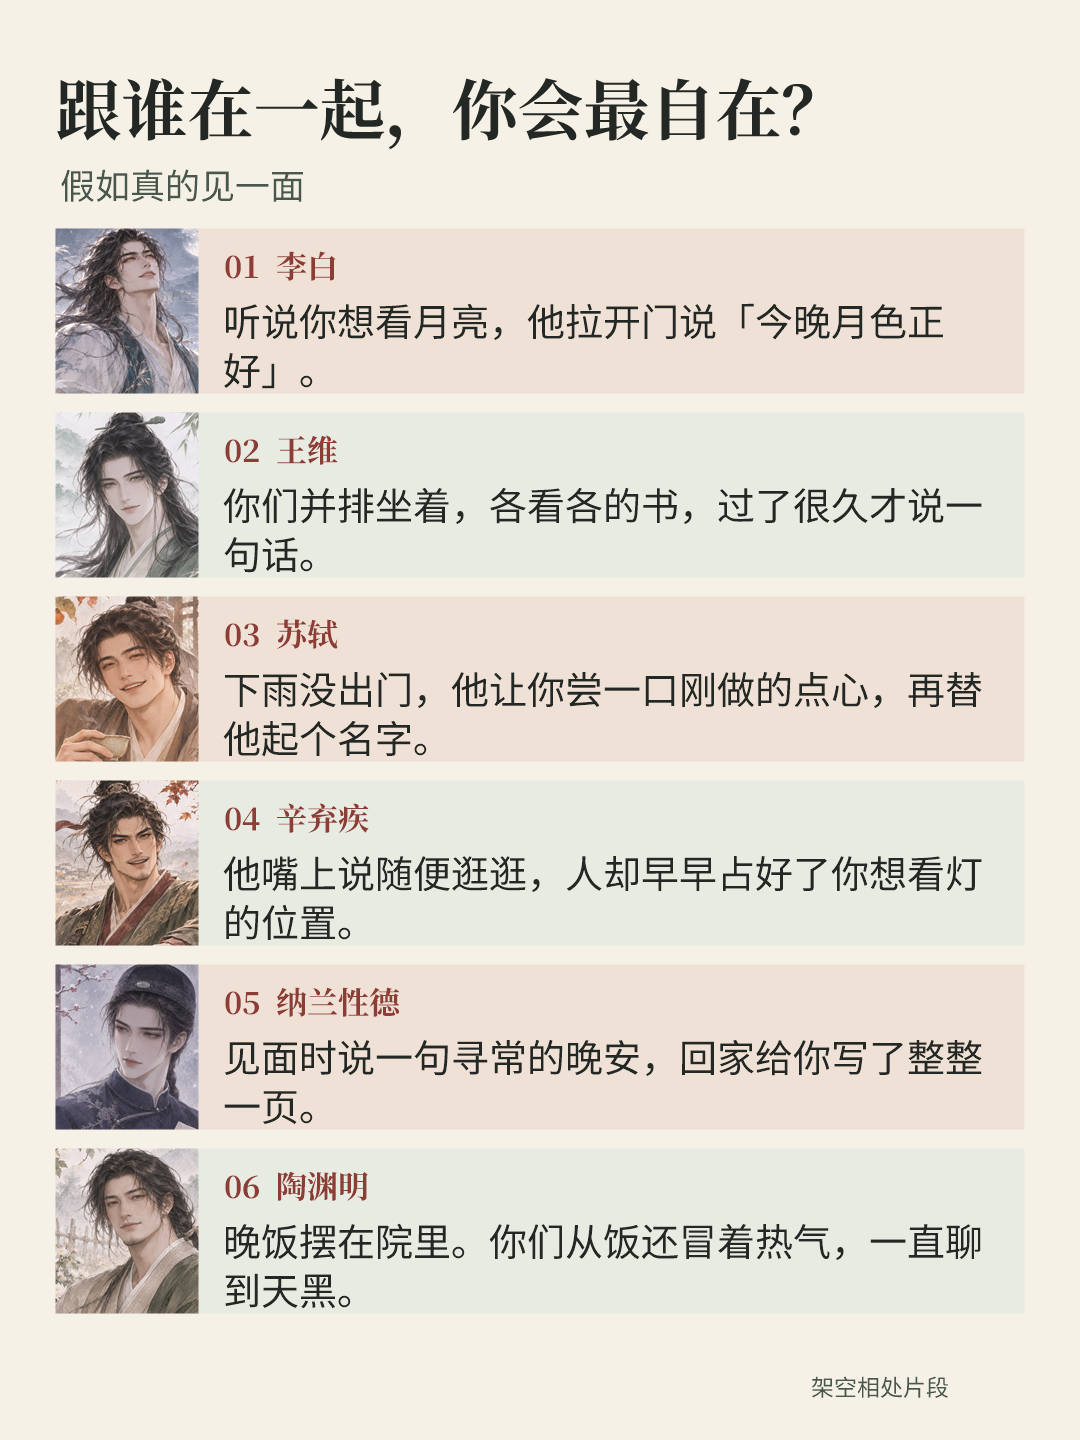 跟谁在一起，你会最自在？
假如真的见一面
01 李白
听说你想看月亮，他拉开门说「今晚月色正
好」。
02 王维
你们并排坐着，各看各的书，过了很久才说一
句话。
03 苏轼
下雨没出门，他让你尝一口刚做的点心，再替
他起个名字。
04 辛弃疾
他嘴上说随便逛逛，人却早早占好了你想看灯
的位置。
05 纳兰性德
见面时说一句寻常的晚安，回家给你写了整整
一页。
06 陶渊明
晚饭摆在院里。你们从饭还冒着热气，一直聊
到天黑。
架空相处片段